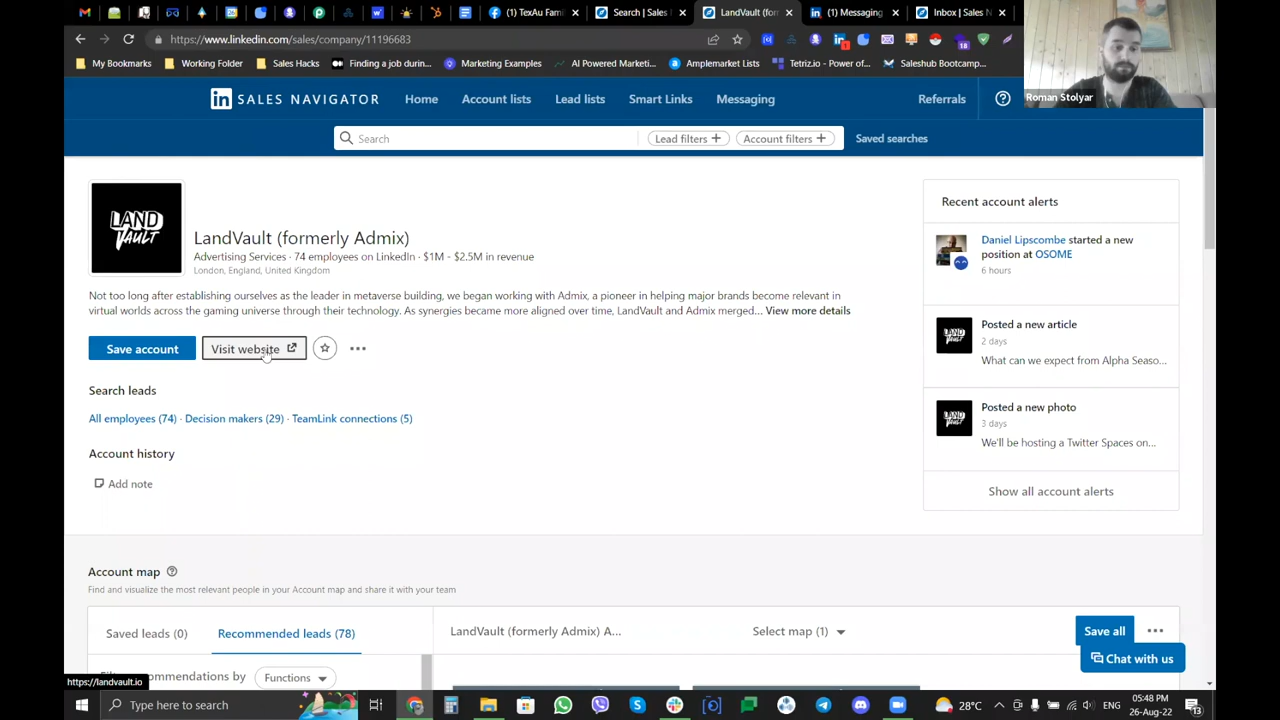 (1) TexAu Fam
Search | Sales
LandVault (for
(1) Messaging
Inbox | Sales N
https://www.linkedin.com/sales/company/11196683
My Bookmarks
Working Folder
Sales Hacks
Finding a job durin...
Marketing Examples
AI Powered Marketi...
Amplemarket Lists
Tetriz.io - Power of...
Saleshub Bootcamp...
Roman Stolyar
in SALES NAVIGATOR
Home
Account lists
Lead lists
Smart Links
Messaging
Referrals
Search
Lead filters +
Account filters +
Saved searches
LAND VAULT
LandVault (formerly Admix)
Advertising Services · 74 employees on LinkedIn · $1M - $2.5M in revenue
London, England, United Kingdom
Not too long after establishing ourselves as the leader in metaverse building, we began working with Admix, a pioneer in helping major brands become relevant in
virtual worlds across the gaming universe through their technology. As synergies became more aligned over time, LandVault and Admix merged... View more details
Save account
Visit website
Search leads
All employees (74) · Decision makers (29) · TeamLink connections (5)
Account history
Add note
Recent account alerts
Daniel Lipscombe started a new
position at OSOME
6 hours
Posted a new article
2 days
What can we expect from Alpha Seaso...
Posted a new photo
3 days
We'll be hosting a Twitter Spaces on...
Show all account alerts
Account map
Find and visualize the most relevant people in your Account map and share it with your team
Saved leads (0)
Recommended leads (78)
LandVault (formerly Admix) A...
Select map (1)
Save all
Chat with us
commendations by
Functions
https://landvault.io
Type here to search
28°C
ENG
05:48 PM
26-Aug-22